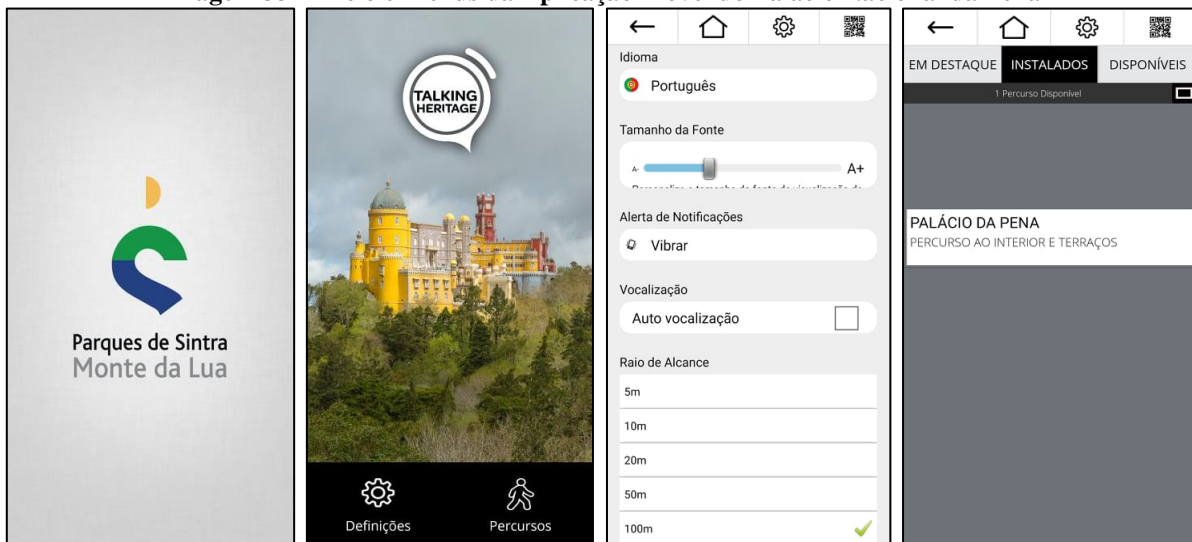 Parques de Sintra
Monte da Lua
TALKING
HERITAGE
Definições
Percursos
Idioma
Português
Tamanho da Fonte
A-
A+
Alerta de Notificações
Vibrar
Vocalização
Auto vocalização
Raio de Alcance
5m
10m
20m
50m
100m
EM DESTAQUE
INSTALADOS
DISPONÍVEIS
1 Percurso Disponível
PALÁCIO DA PENA
PERCURSO AO INTERIOR E TERRAÇOS